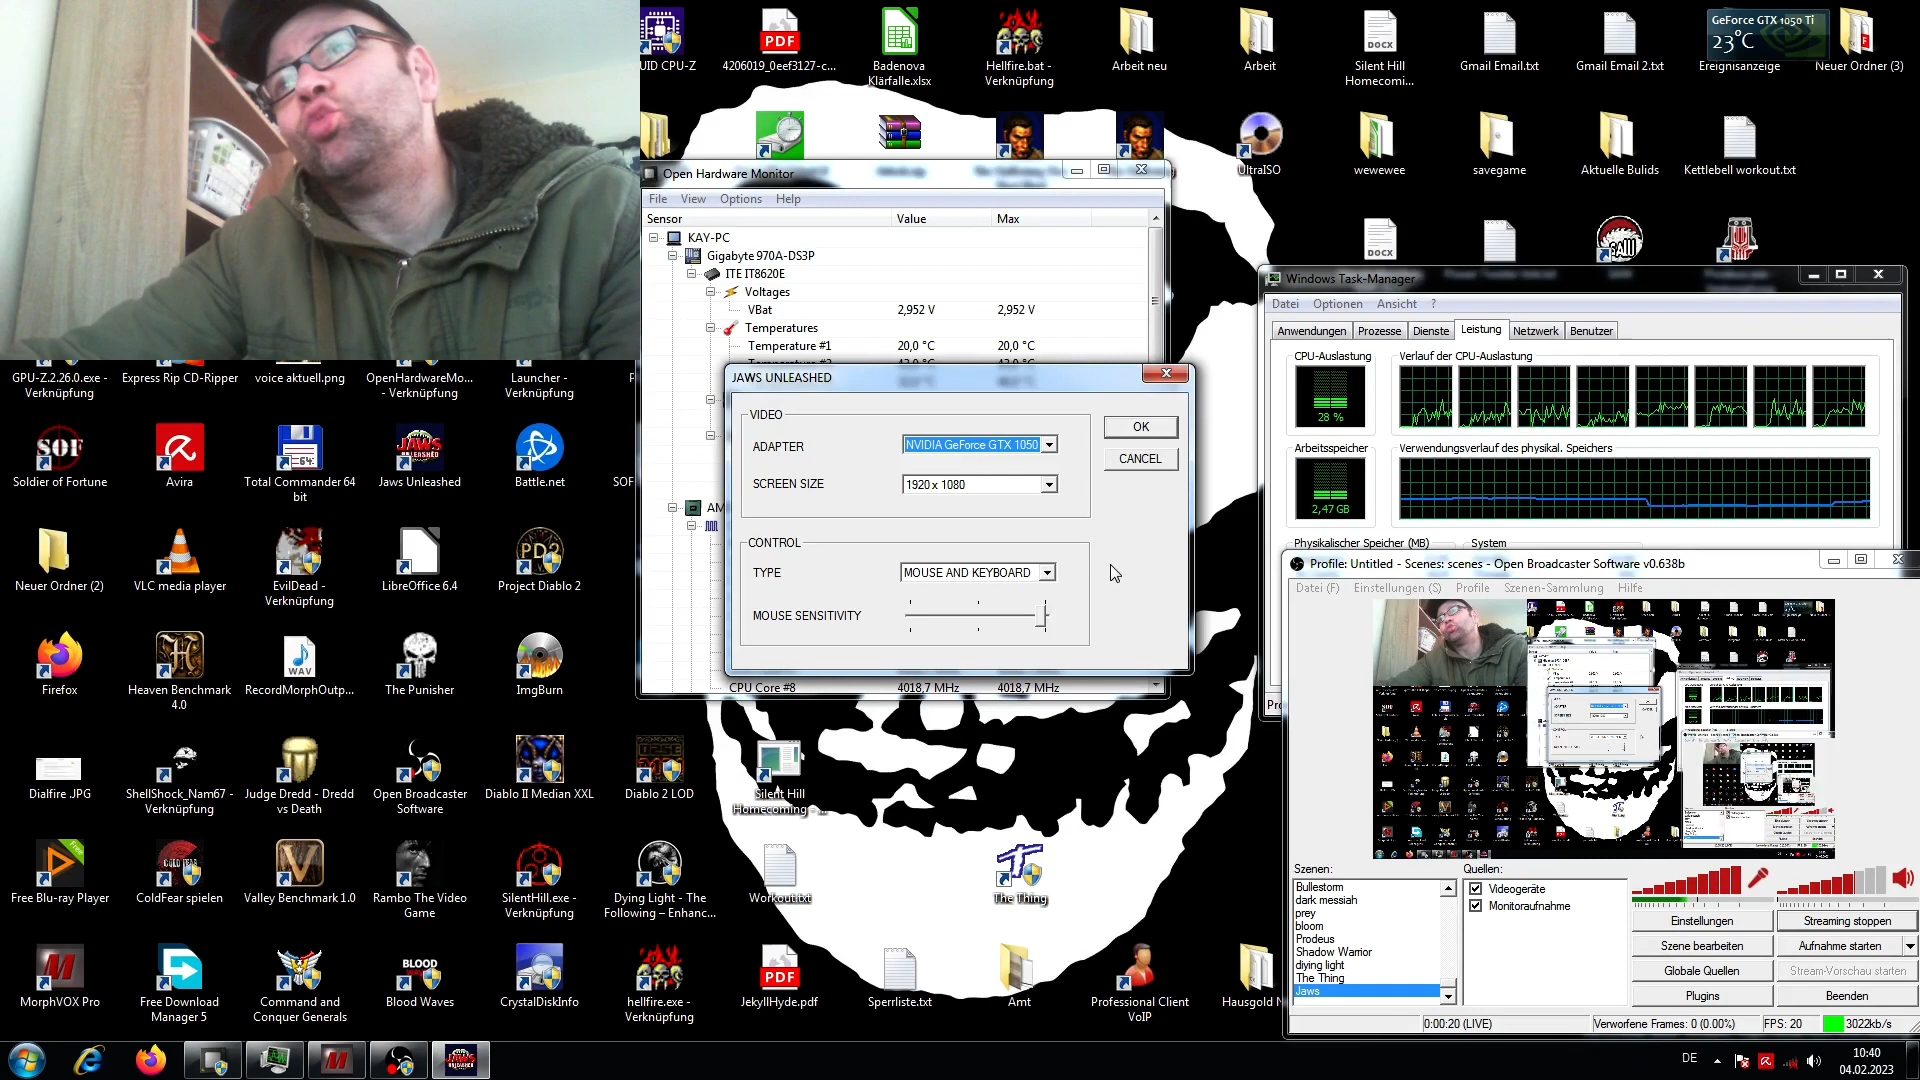 UID CPU-Z
4206019_0eef3127-c...
Badenova
Klärfalle.xlsx
Hellfire.bat -
Verknüpfung
Arbeit neu
Arbeit
Silent Hill
Homecomi...
Gmail Email.txt
Gmail Email 2.txt
GeForce GTX 1050 Ti
23°C
Ereignisanzeige
Neuer Ordner (3)
UltraISO
wewewee
savegame
Aktuelle Bulids
Kettlebell workout.txt
Open Hardware Monitor
File View Options Help
Sensor Value Max
KAY-PC
Gigabyte 970A-DS3P
ITE IT8620E
Voltages
VBat 2,952 V 2,952 V
Temperatures
Temperature #1 20,0 °C 20,0 °C
CPU Core #8 4018,7 MHz 4018,7 MHz
JAWS UNLEASHED
VIDEO
ADAPTER NVIDIA GeForce GTX 1050
SCREEN SIZE 1920 x 1080
OK
CANCEL
CONTROL
TYPE MOUSE AND KEYBOARD
MOUSE SENSITIVITY
Windows Task-Manager
Datei Optionen Ansicht ?
Anwendungen Prozesse Dienste Leistung Netzwerk Benutzer
CPU-Auslastung Verlauf der CPU-Auslastung
28 %
Arbeitsspeicher Verwendungsverlauf des physikal. Speichers
2,47 GB
Physikalischer Speicher (MB) System
Profile: Untitled - Scenes: scenes - Open Broadcaster Software v0.638b
Datei (F) Einstellungen (S) Profile Szenen-Sammlung Hilfe
Szenen:
Bullestorm
dark messiah
prey
bloom
Prodeus
Shadow Warrior
diying light
The Thing
Jaws
Quellen:
Videogeräte
Monitoraufnahme
Einstellungen Streaming stoppen
Szene bearbeiten Aufnahme starten
Globale Quellen Stream-Vorschau starten
Plugins Beenden
0:00:20 (LIVE) Verworfene Frames: 0 (0.00%) FPS: 20 3022kb/s
GPU-Z.2.26.0.exe -
Verknüpfung
Express Rip CD-Ripper
voice aktuell.png
OpenHardwareMo...
- Verknüpfung
Launcher -
Verknüpfung
Soldier of Fortune
Avira
Total Commander 64
bit
Jaws Unleashed
Battle.net
SOF
Neuer Ordner (2)
VLC media player
EvilDead -
Verknüpfung
LibreOffice 6.4
Project Diablo 2
Firefox
Heaven Benchmark
4.0
RecordMorphOutp...
The Punisher
ImgBurn
Dialfire .JPG
ShellShock_Nam67 -
Verknüpfung
Judge Dredd - Dredd
vs Death
Open Broadcaster
Software
Diablo II Median XXL
Diablo 2 LOD
Silent Hill
Homecoming - ...
Free Blu-ray Player
ColdFear spielen
Valley Benchmark 1.0
Rambo The Video
Game
SilentHill.exe -
Verknüpfung
Dying Light - The
Following – Enhanc...
Workout.txt
The Thing
MorphVOX Pro
Free Download
Manager 5
Command and
Conquer Generals
Blood Waves
CrystalDiskInfo
hellfire.exe -
Verknüpfung
JekyllHyde.pdf
Sperrliste.txt
Amt
Professional Client
VoIP
Hausgold N
DE
10:40
04.02.2023